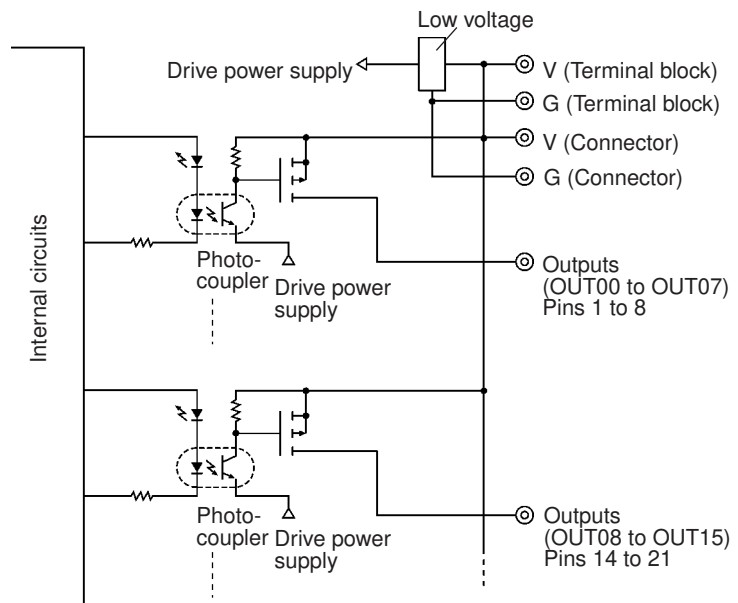 Low voltage
Drive power supply
V (Terminal block)
G (Terminal block)
V (Connector)
G (Connector)
Internal circuits
Photo-
coupler
Drive power
supply
Outputs
(OUT00 to OUT07)
Pins 1 to 8
Photo-
coupler
Drive power
supply
Outputs
(OUT08 to OUT15)
Pins 14 to 21